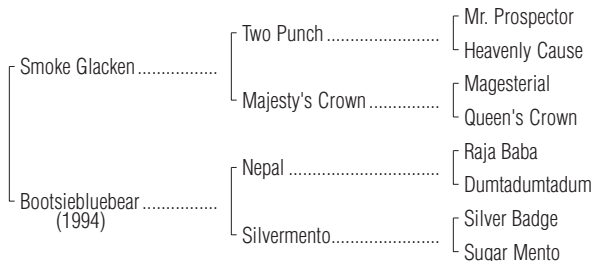 Mr. Prospector
Two Punch ........................
Heavenly Cause
Smoke Glacken .................
Magesterial
Majesty's Crown ...............
Queen's Crown
Raja Baba
Nepal ................................
Dumtadumtadum
Bootsiebluebear ................
(1994)
Silver Badge
Silvermento.......................
Sugar Mento